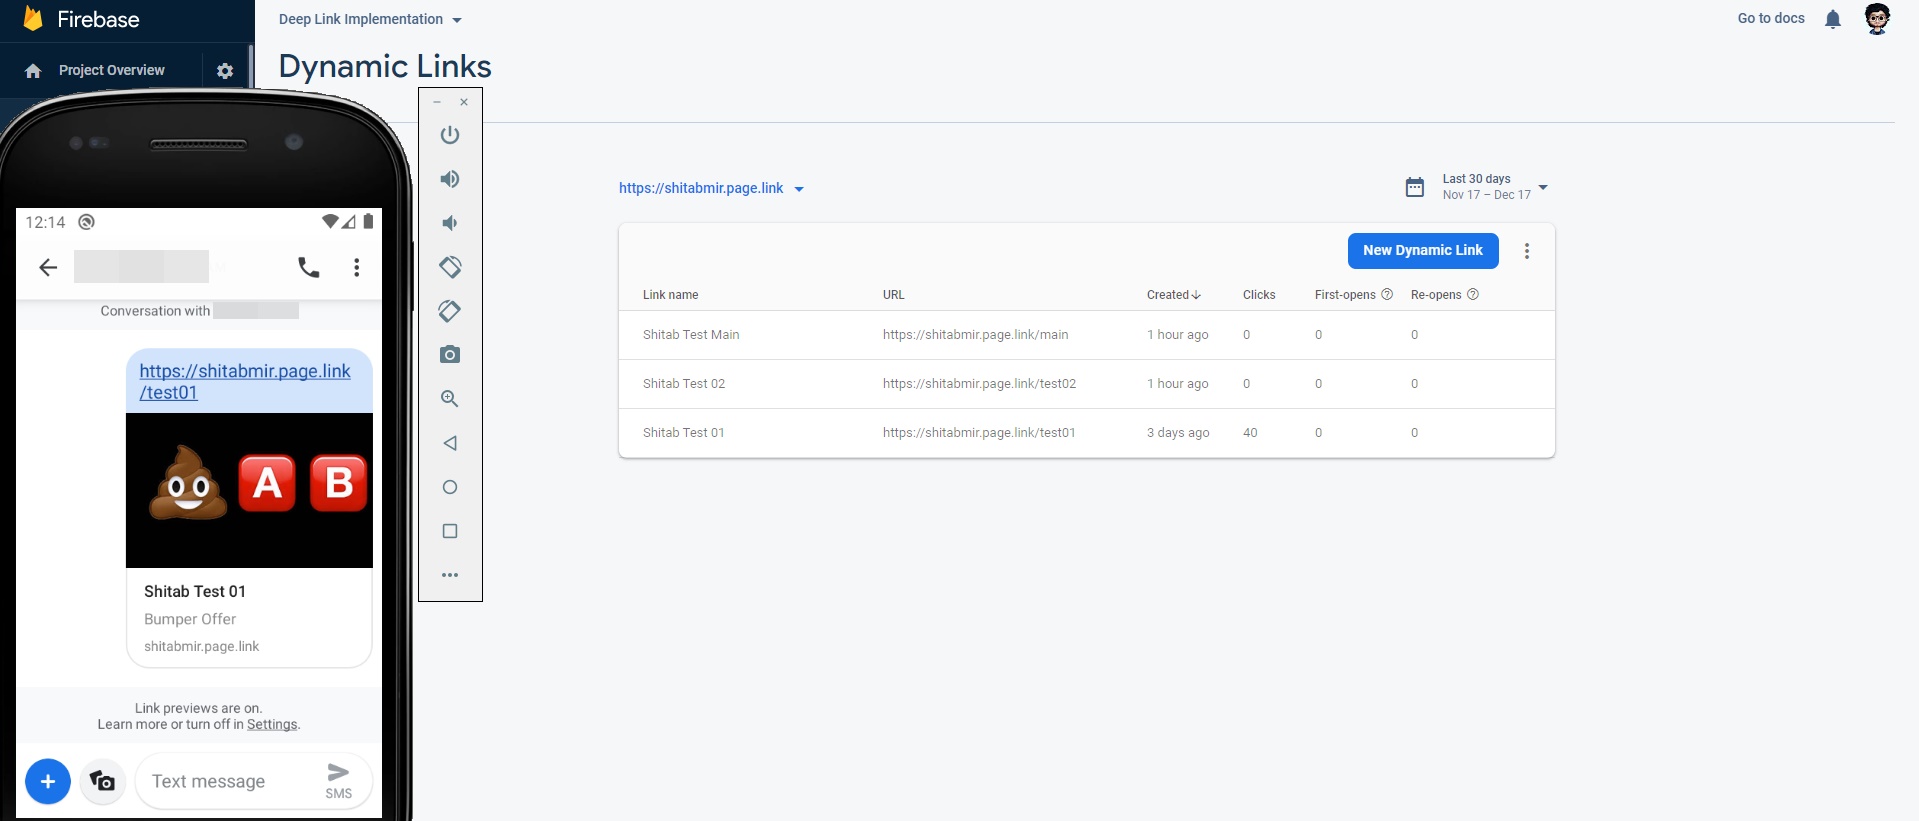 Firebase
Deep Link Implementation
Go to docs
Project Overview
Dynamic Links
https://shitabmir.page.link
Last 30 days
Nov 17 – Dec 17
New Dynamic Link
Link name URL Created Clicks First-opens Re-opens
Shitab Test Main https://shitabmir.page.link/main 1 hour ago 0 0 0
Shitab Test 02 https://shitabmir.page.link/test02 1 hour ago 0 0 0
Shitab Test 01 https://shitabmir.page.link/test01 3 days ago 40 0 0
12:14
Conversation with
https://shitabmir.page.link
/test01
A B
Shitab Test 01
Bumper Offer
shitabmir.page.link
Link previews are on.
Learn more or turn off in Settings.
Text message
SMS